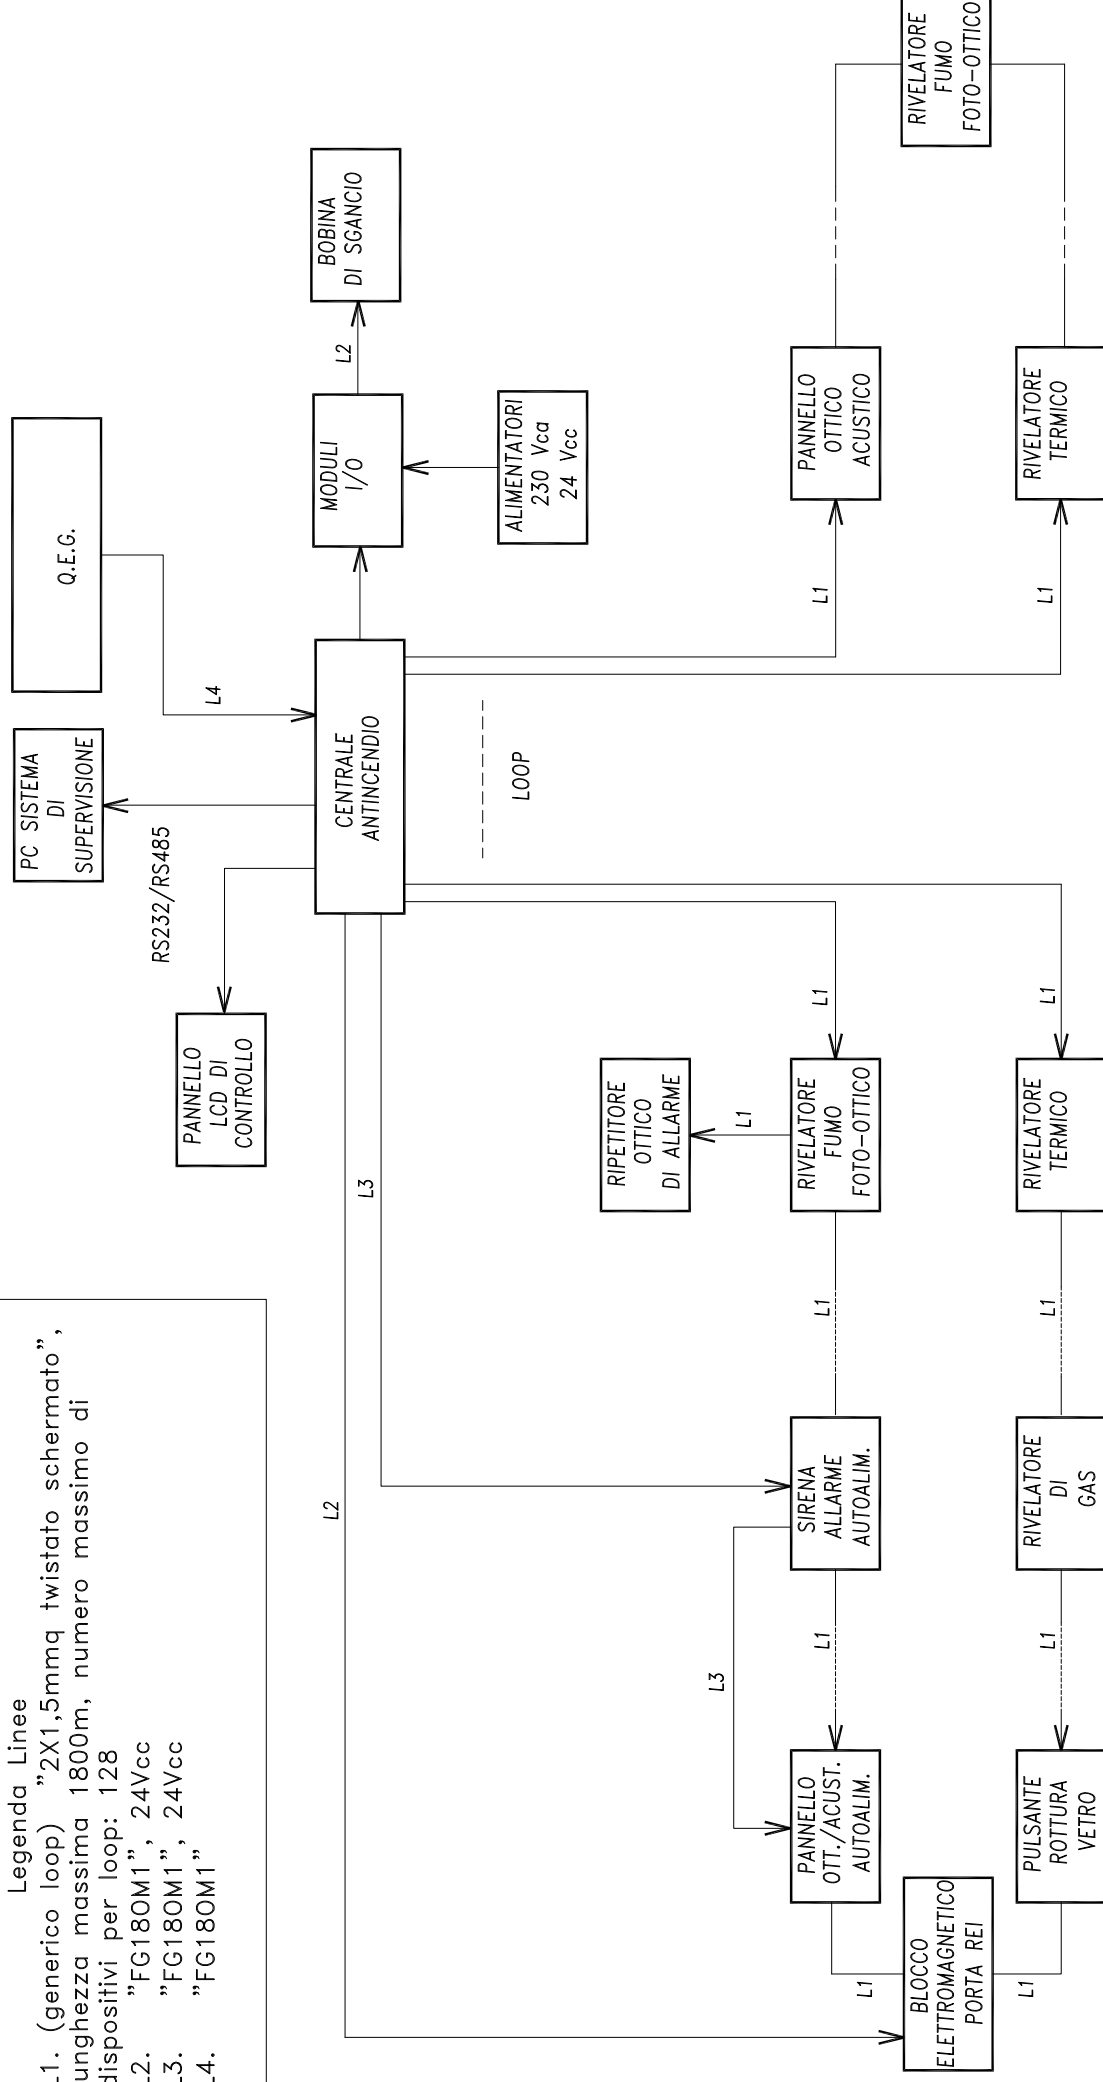 Legenda Linee
L1. (generico loop) "2X1,5mmq twistato schermato",
unghezza massima 1800m, numero massimo di
dispositivi per loop: 128
L2. "FG18OM1", 24Vcc
L3. "FG18OM1", 24Vcc
L4. "FG18OM1"
PC SISTEMA
DI
SUPERVISIONE
Q.E.G.
RS232/RS485
L4
PANNELLO
LCD DI
CONTROLLO
CENTRALE
ANTINCENDIO
MODULI
I/O
L2
BOBINA
DI SGANCIO
ALIMENTATORI
230 Vca
24 Vcc
L2
L3
LOOP
RIPETITORE
OTTICO
DI ALLARME
L1
L3
PANNELLO
OTT./ACUST.
AUTOALIM.
L1
SIRENA
ALLARME
AUTOALIM.
L1
RIVELATORE
FUMO
FOTO-OTTICO
L1
L1
PANNELLO
OTTICO
ACUSTICO
RIVELATORE
FUMO
FOTO-OTTICO
L1
BLOCCO
ELETTROMAGNETICO
PORTA REI
L1
PULSANTE
ROTTURA
VETRO
L1
RIVELATORE
DI
GAS
L1
RIVELATORE
TERMICO
L1
L1
RIVELATORE
TERMICO